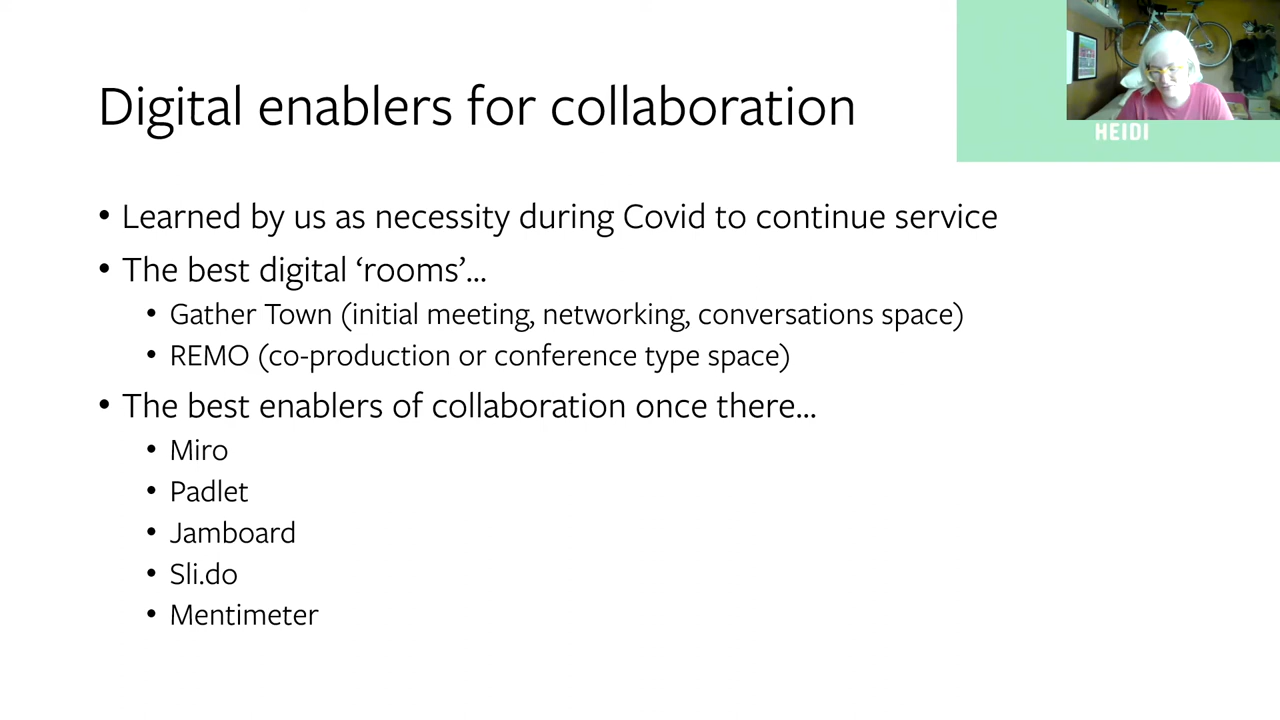 Digital enablers for collaboration
HEIDI
• Learned by us as necessity during Covid to continue service
• The best digital ‘rooms’...
• Gather Town (initial meeting, networking, conversations space)
• REMO (co-production or conference type space)
• The best enablers of collaboration once there...
• Miro
• Padlet
• Jamboard
• Sli.do
• Mentimeter